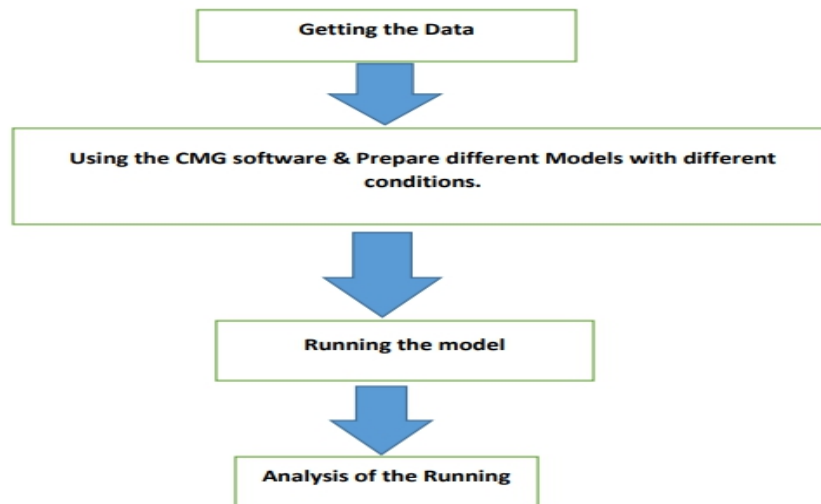 Getting the Data
Using the CMG software & Prepare different Models with different
conditions.
Running the model
Analysis of the Running